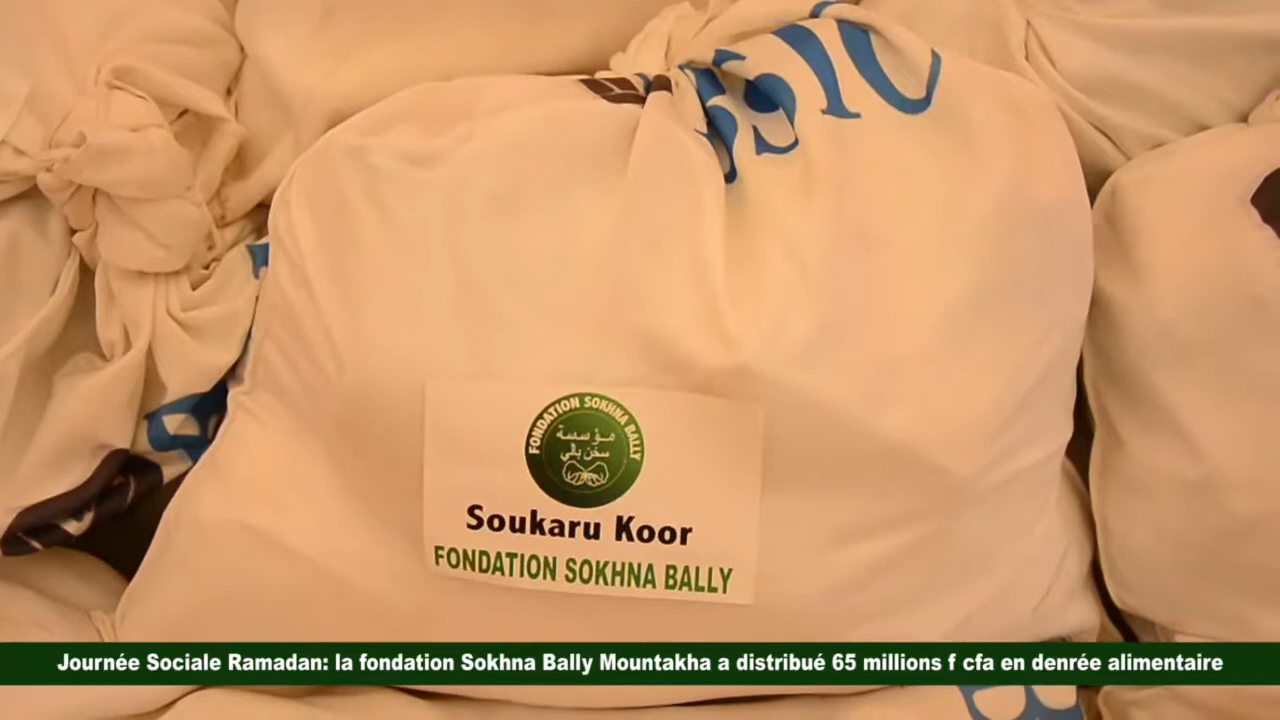 FONDATION SOKHNA BALLY
مؤسسة
سخن بالي
Soukaru Koor
FONDATION SOKHNA BALLY
Journée Sociale Ramadan: la fondation Sokhna Bally Mountakha a distribué 65 millions f cfa en denrée alimentaire